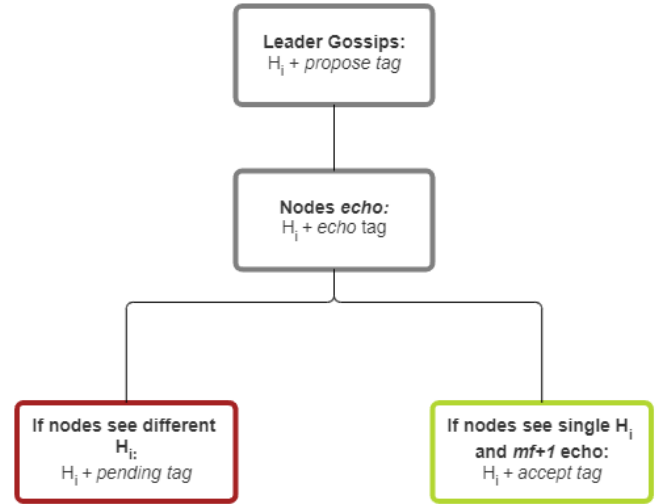 Leader Gossips:
Hi + propose tag
Nodes echo:
Hi + echo tag
If nodes see different
Hi:
Hi + pending tag
If nodes see single Hi
and mf+1 echo:
Hi + accept tag